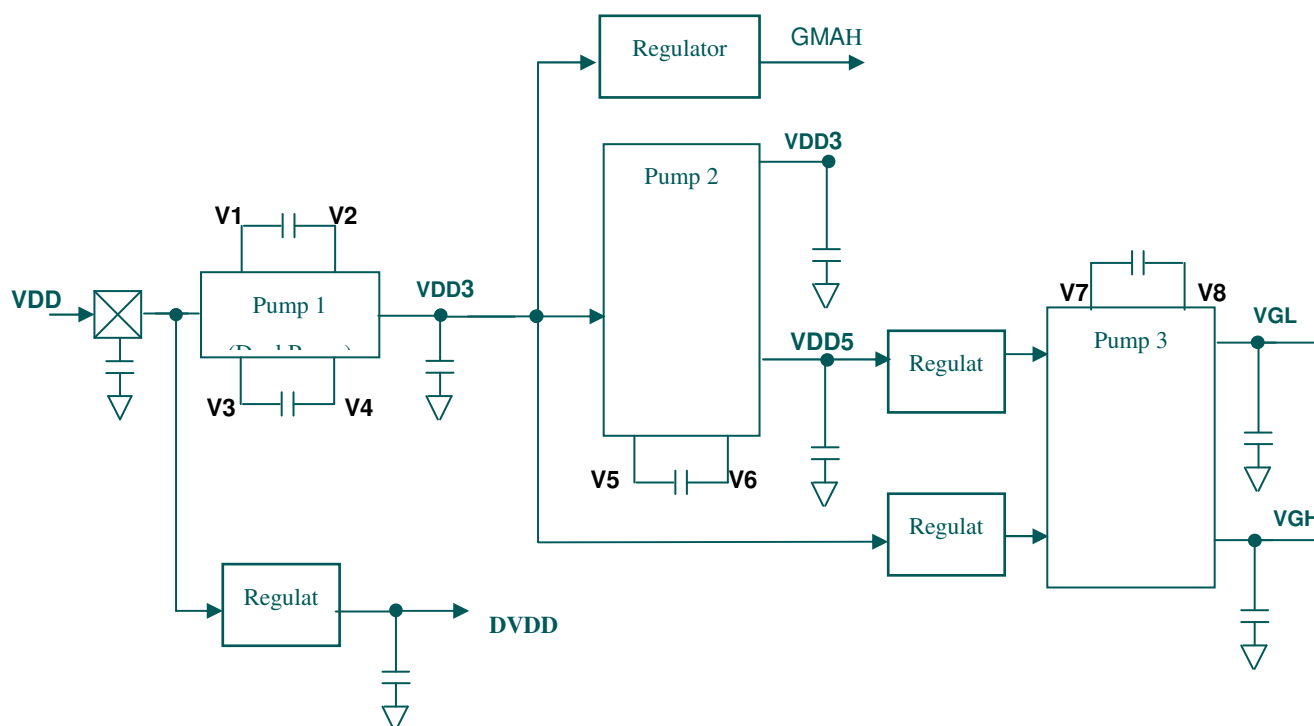 Regulator
GMAH
VDD3
Pump 2
V1 V2
VDD
Pump 1
VDD3
V7 V8
VGL
Pump 3
VDD5
Regulat
V3 V4
V5 V6
Regulat
VGH
Regulat
DVDD